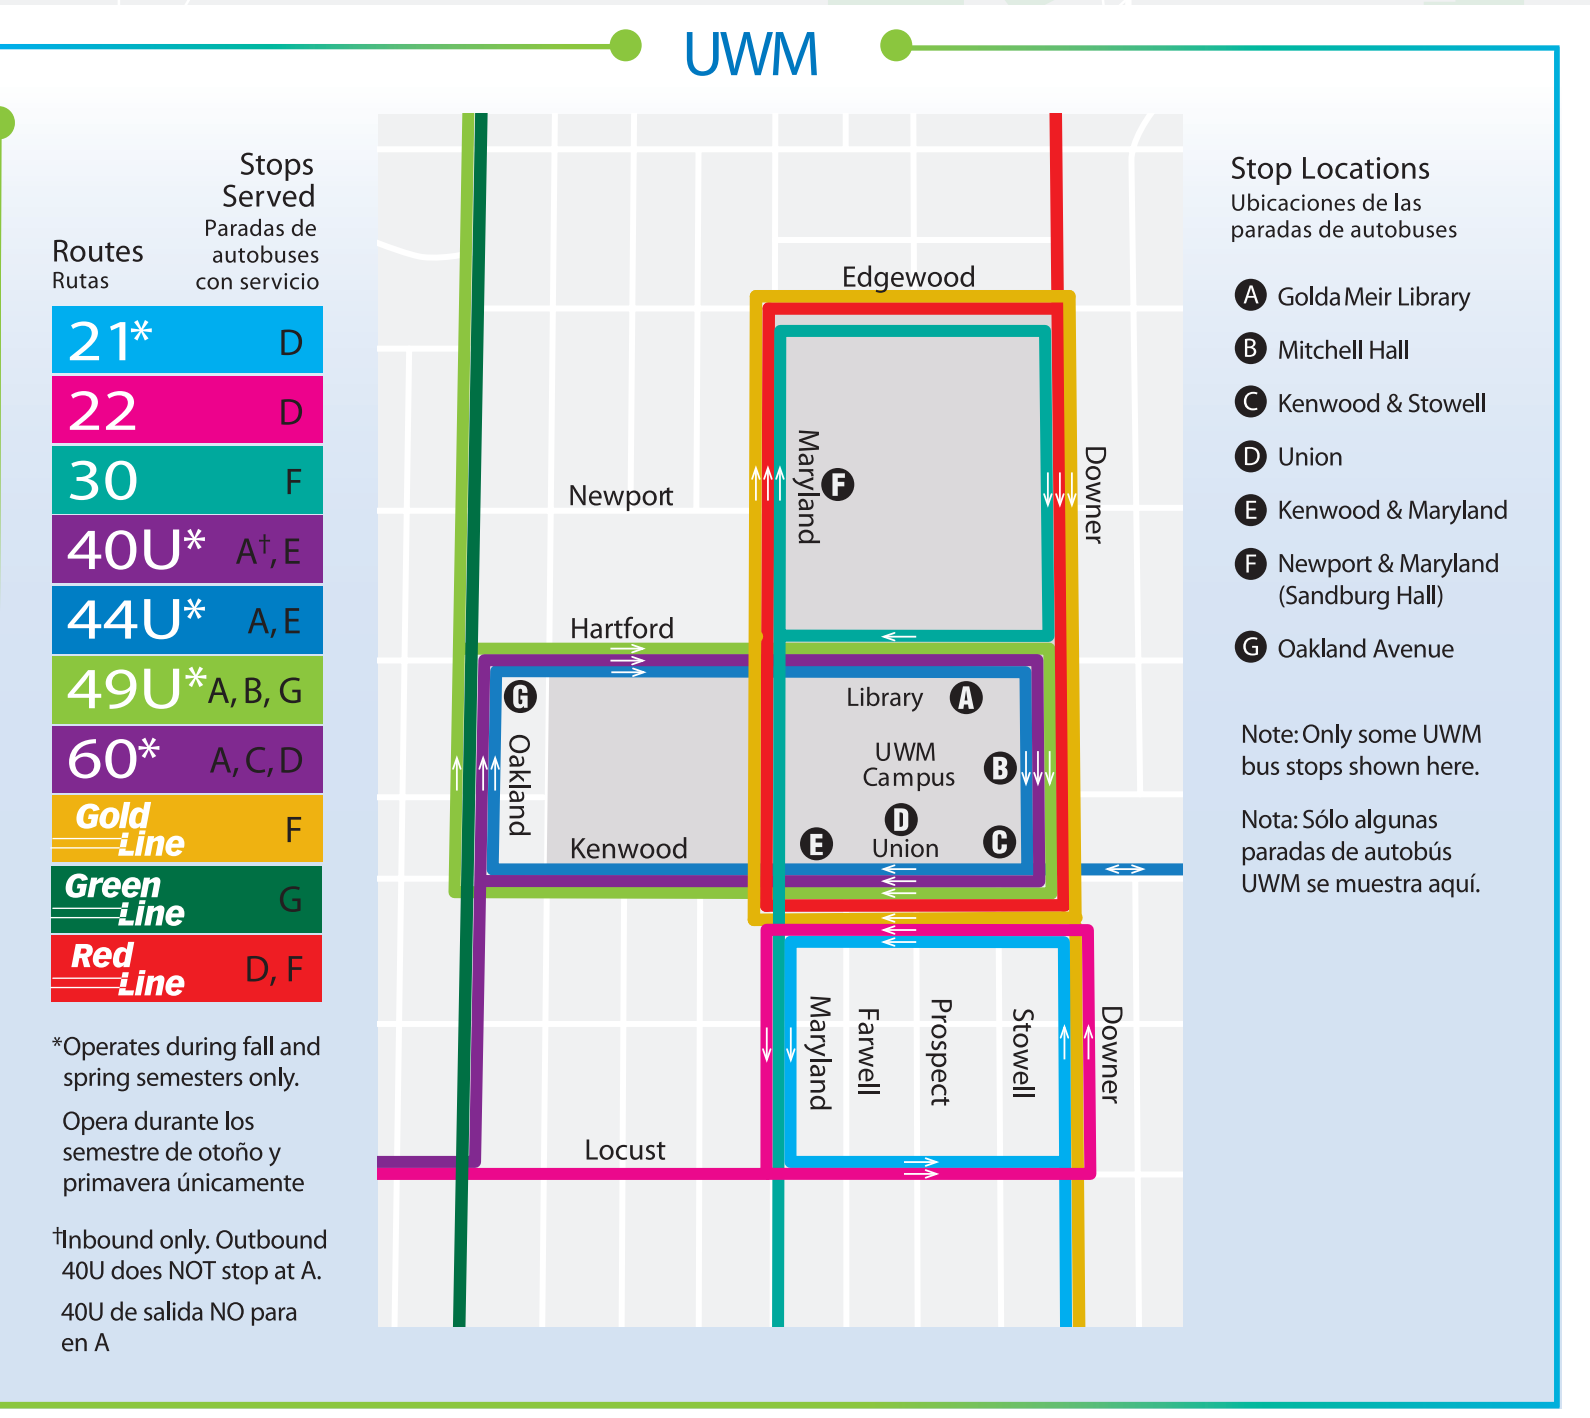 UWM
Stops
Served
Paradas de
autobuses
con servicio
Routes
Rutas
21* D
22 D
30 F
40U* A†, E
44U* A, E
49U* A, B, G
60* A, C, D
Gold
Line F
Green
Line G
Red
Line D, F
*Operates during fall and
spring semesters only.
Opera durante los
semestre de otoño y
primavera únicamente
†Inbound only. Outbound
40U does NOT stop at A.
40U de salida NO para
en A
Edgewood
Maryland
F
Downer
Newport
Hartford
G
Oakland
Library A
UWM
Campus
B
D
Union
E
C
Kenwood
Maryland
Farwell
Prospect
Stowell
Downer
Locust
Stop Locations
Ubicaciones de las
paradas de autobuses
A Golda Meir Library
B Mitchell Hall
C Kenwood & Stowell
D Union
E Kenwood & Maryland
F Newport & Maryland
(Sandburg Hall)
G Oakland Avenue
Note: Only some UWM
bus stops shown here.
Nota: Sólo algunas
paradas de autobús
UWM se muestra aquí.